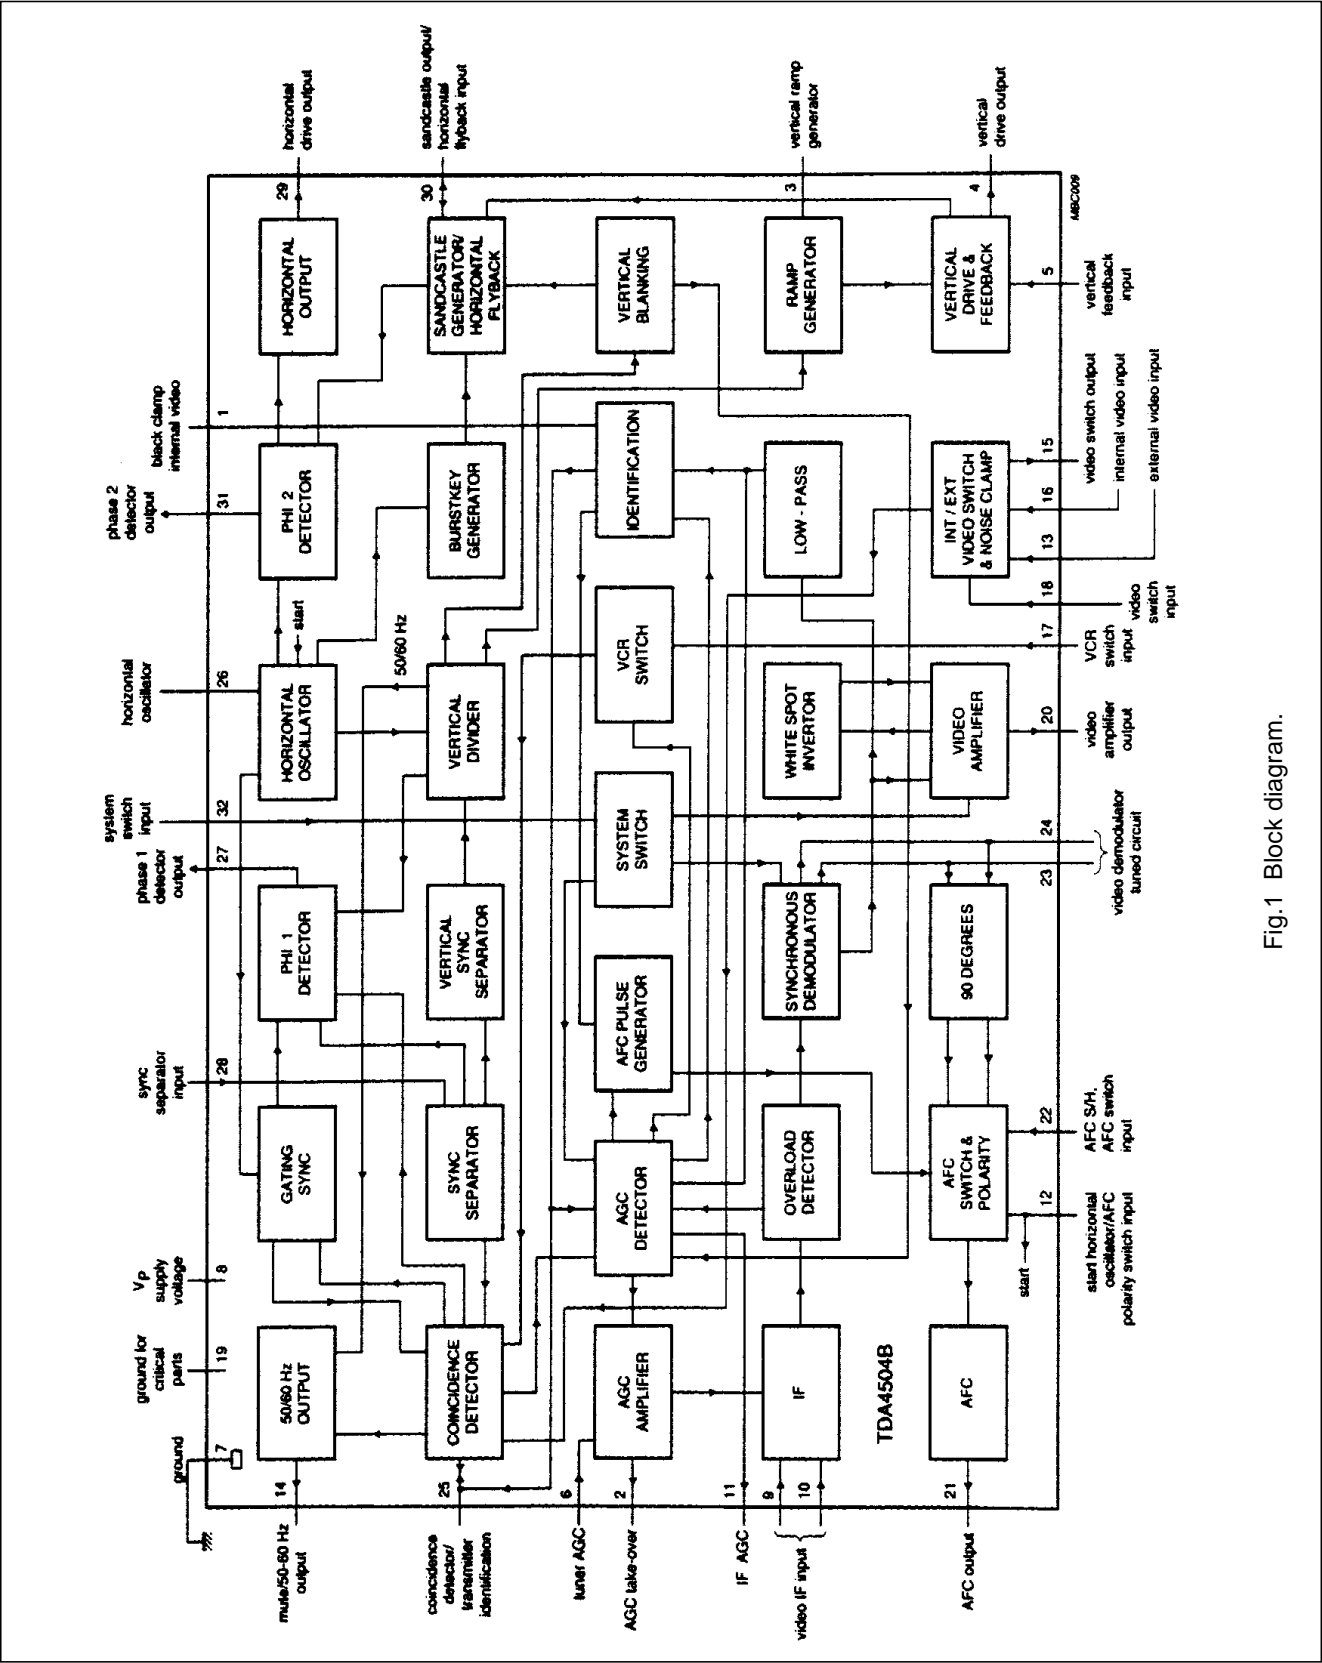 mute/50-60 Hz
output
14
ground
7
ground for
critical
parts
19
Vp
supply
voltage
8
sync
separator
input
28
phase 1
detector
output
27
system
switch
input
32
horizontal
oscillator
26
phase 2
detector
output
31
black clamp
internal video
1
horizontal
drive output
29
50/60 Hz
OUTPUT
GATING
SYNC
PHI 1
DETECTOR
HORIZONTAL
OSCILLATOR
start
PHI 2
DETECTOR
HORIZONTAL
OUTPUT
coincidence
detector/
transmitter
identification
25
COINCIDENCE
DETECTOR
SYNC
SEPARATOR
VERTICAL
SYNC
SEPARATOR
VERTICAL
DIVIDER
50/60 Hz
BURSTKEY
GENERATOR
SANDCASTLE
GENERATOR/
HORIZONTAL
FLYBACK
30
sandcastle output/
horizontal
flyback input
tuner AGC
6
AGC take-over
2
AGC
AMPLIFIER
AGC
DETECTOR
AFC PULSE
GENERATOR
SYSTEM
SWITCH
VCR
SWITCH
IDENTIFICATION
VERTICAL
BLANKING
IF AGC
11
video IF input
9
10
IF
OVERLOAD
DETECTOR
SYNCHRONOUS
DEMODULATOR
WHITE SPOT
INVERTOR
LOW - PASS
RAMP
GENERATOR
3
vertical ramp
generator
TDA4504B
AFC output
21
AFC
AFC
SWITCH &
POLARITY
90 DEGREES
VIDEO
AMPLIFIER
INT / EXT
VIDEO SWITCH
& NOISE CLAMP
VERTICAL
DRIVE &
FEEDBACK
4
vertical
drive output
start
12
start horizontal
oscillator/AFC
polarity switch input
22
AFC S/H.
AFC switch
input
23
24
video demodulator
tuned circuit
20
video
amplifier
output
17
VCR
switch
input
18
video
switch
input
13
external video input
16
internal video input
15
video switch output
5
vertical
feedback
input
MBC009
Fig.1 Block diagram.